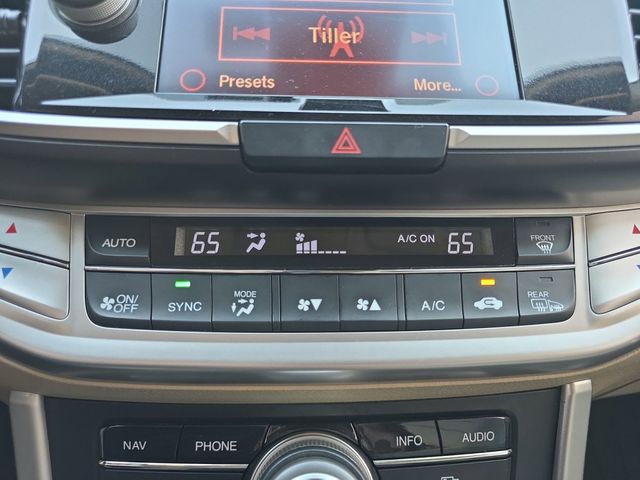 Tiller
Presets More...
AUTO 65 A/C ON 65 FRONT
ON/OFF SYNC MODE A/C REAR
NAV PHONE INFO AUDIO